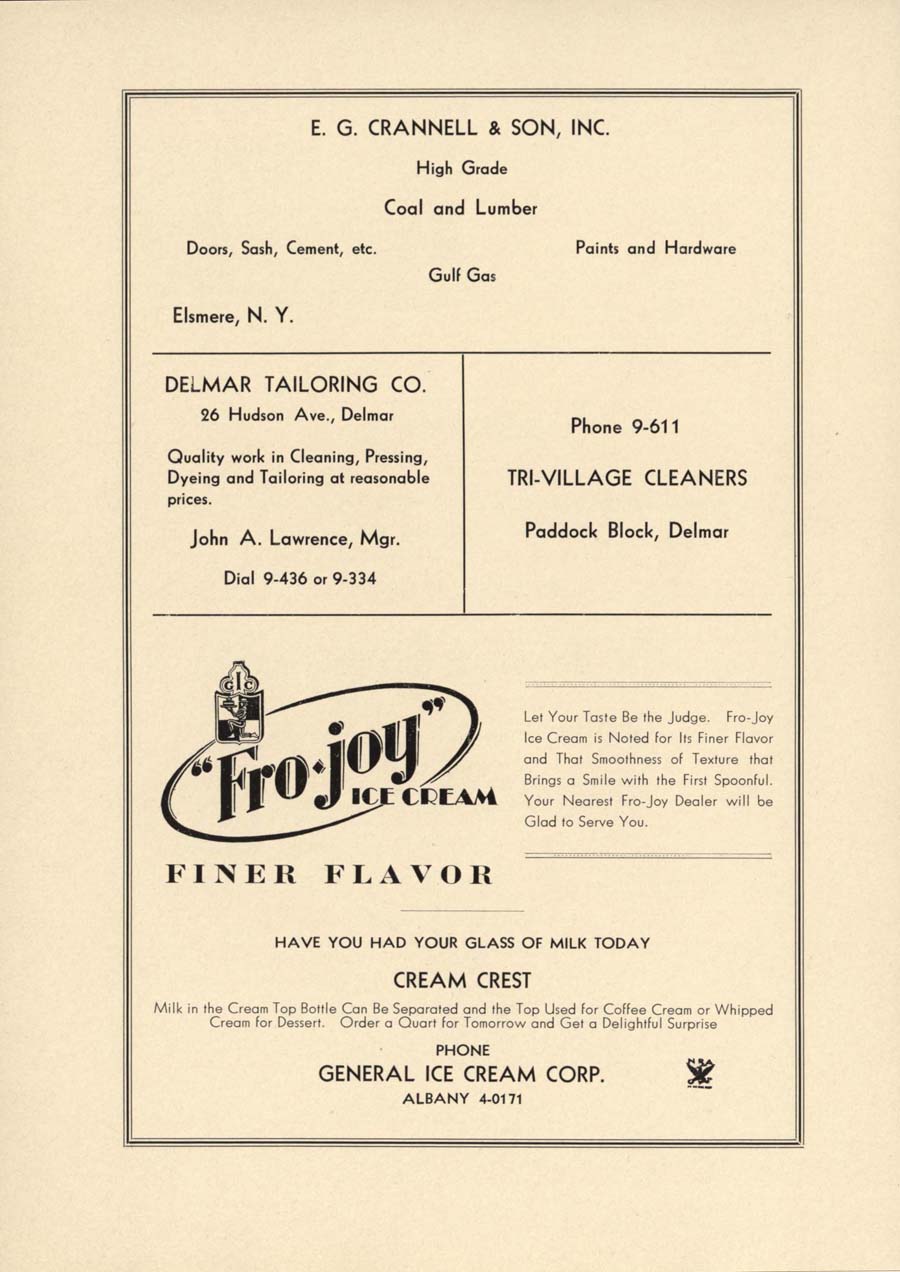 E. G. CRANNELL & SON, INC.
High Grade
Coal and Lumber
Doors, Sash, Cement, etc.
Paints and Hardware
Gulf Gas
Elsmere, N. Y.
DELMAR TAILORING CO.
26 Hudson Ave., Delmar
Quality work in Cleaning, Pressing,
Dyeing and Tailoring at reasonable
prices.
John A. Lawrence, Mgr.
Dial 9-436 or 9-334
Phone 9-611
TRI-VILLAGE CLEANERS
Paddock Block, Delmar
GIC
"Fro-joy"
ICE CREAM
FINER FLAVOR
Let Your Taste Be the Judge. Fro-Joy
Ice Cream is Noted for Its Finer Flavor
and That Smoothness of Texture that
Brings a Smile with the First Spoonful.
Your Nearest Fro-Joy Dealer will be
Glad to Serve You.
HAVE YOU HAD YOUR GLASS OF MILK TODAY
CREAM CREST
Milk in the Cream Top Bottle Can Be Separated and the Top Used for Coffee Cream or Whipped
Cream for Dessert. Order a Quart for Tomorrow and Get a Delightful Surprise
PHONE
GENERAL ICE CREAM CORP.
ALBANY 4-0171
NRA